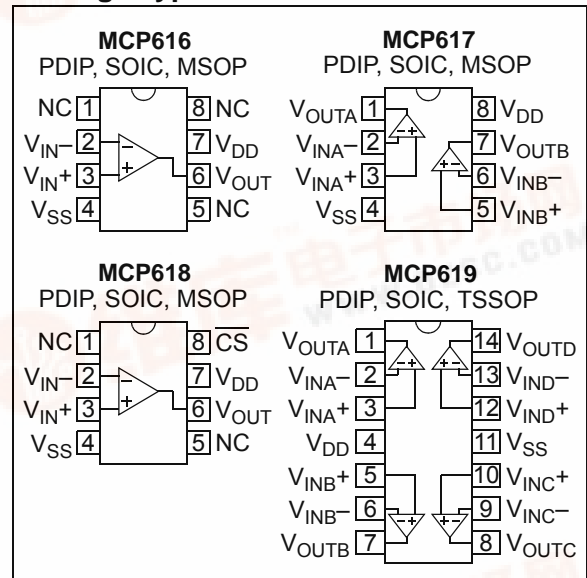 MCP616
PDIP, SOIC, MSOP
NC 1
8 NC
VIN– 2
7 VDD
VIN+ 3
6 VOUT
VSS 4
5 NC
– +
MCP617
PDIP, SOIC, MSOP
VOUTA 1
8 VDD
VINA– 2
7 VOUTB
VINA+ 3
6 VINB–
VSS 4
5 VINB+
- +
- +
MCP618
PDIP, SOIC, MSOP
NC 1
8 CS
VIN– 2
7 VDD
VIN+ 3
6 VOUT
VSS 4
5 NC
– +
MCP619
PDIP, SOIC, TSSOP
VOUTA 1
14 VOUTD
VINA– 2
13 VIND–
VINA+ 3
12 VIND+
VDD 4
11 VSS
VINB+ 5
10 VINC+
VINB– 6
9 VINC–
VOUTB 7
8 VOUTC
- +
+ -
- +
+ -